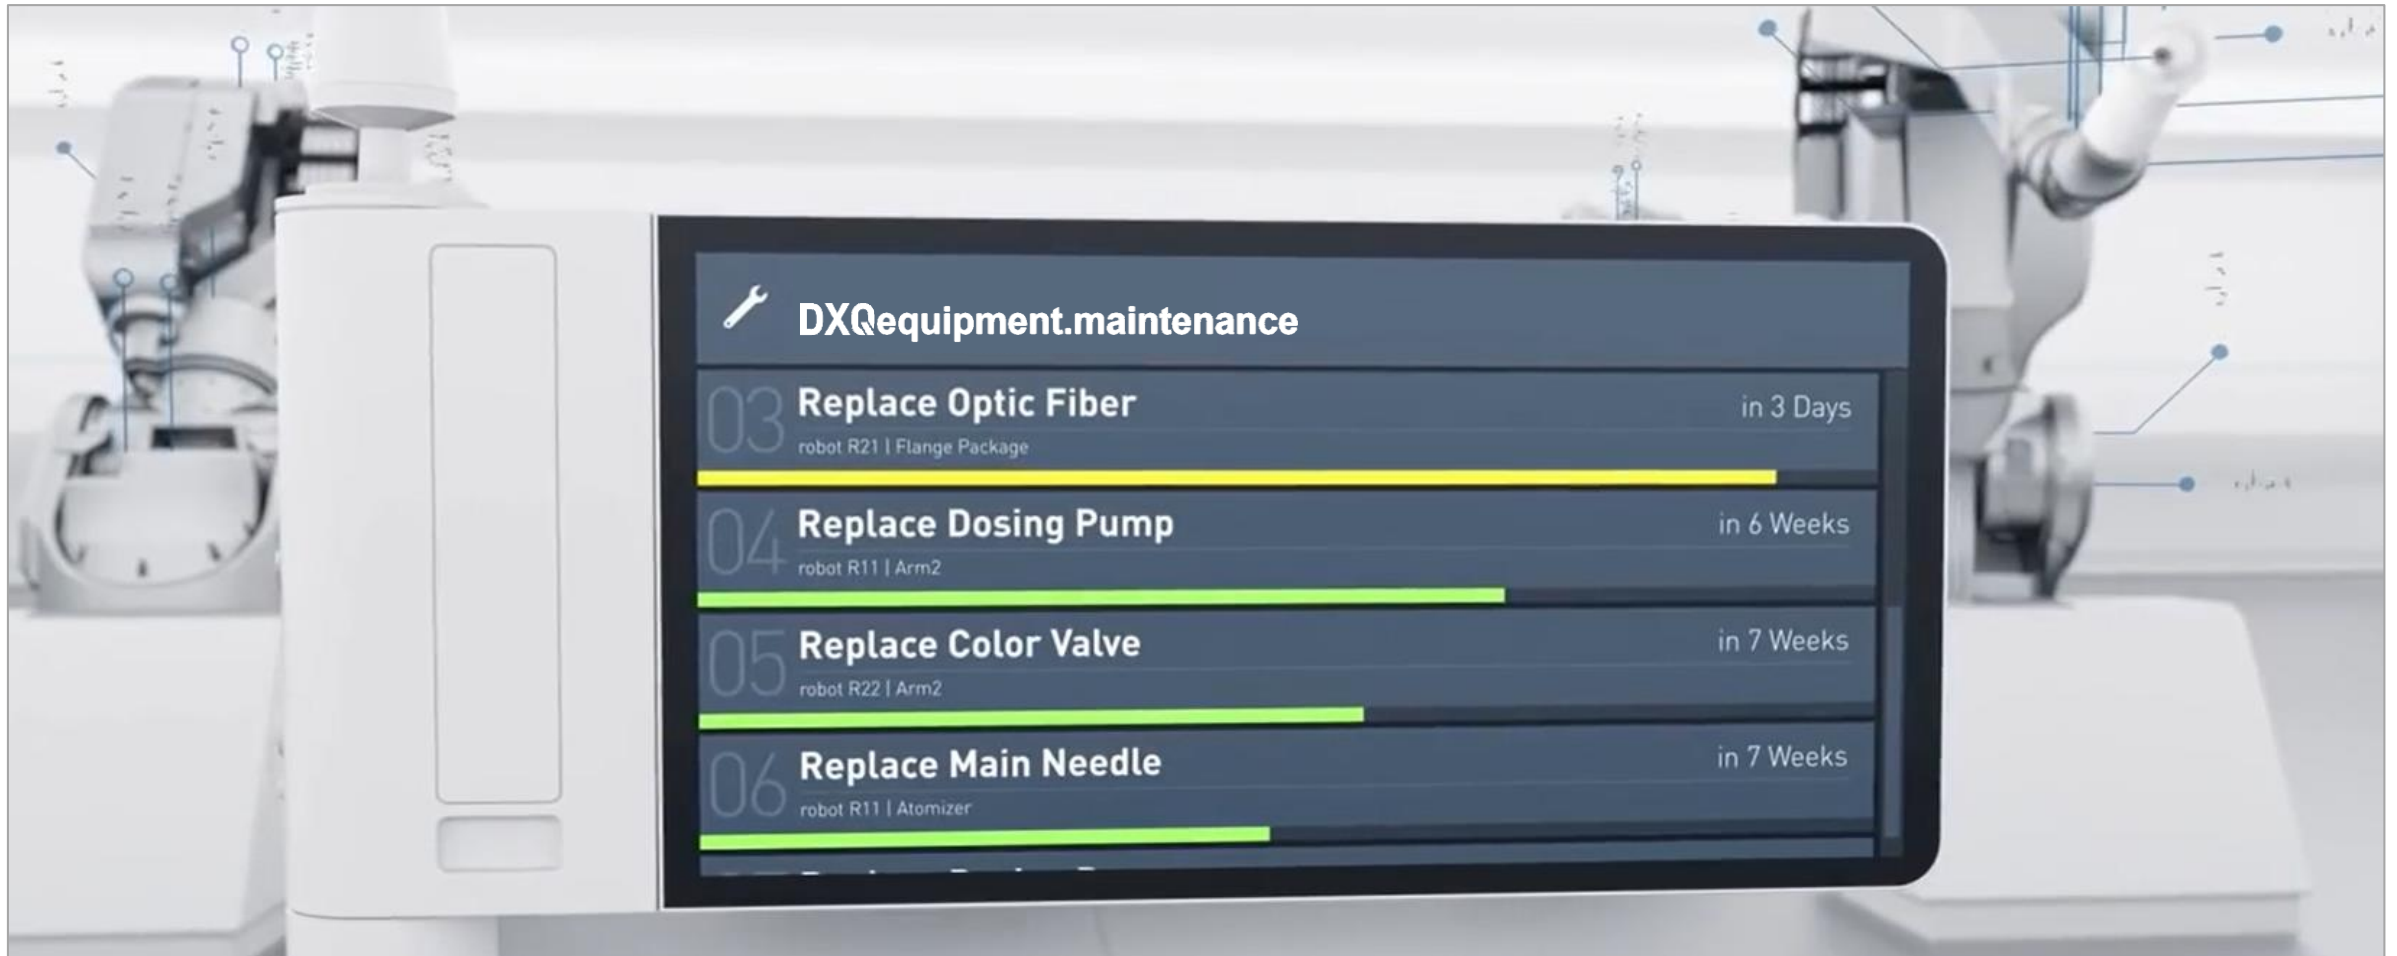 DXQequipment.maintenance
03 Replace Optic Fiber in 3 Days
robot R21 | Flange Package
04 Replace Dosing Pump in 6 Weeks
robot R11 | Arm2
05 Replace Color Valve in 7 Weeks
robot R22 | Arm2
06 Replace Main Needle in 7 Weeks
robot R11 | Atomizer